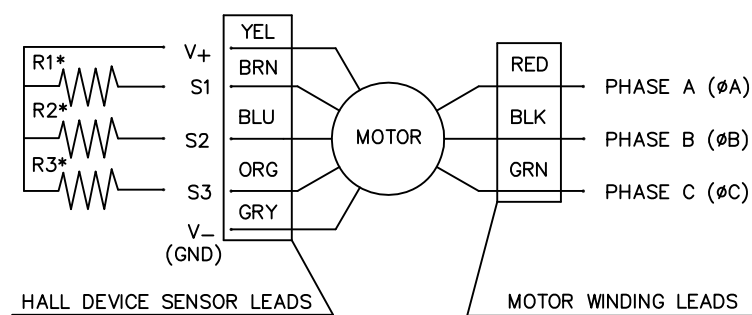 YEL
V+
R1*
BRN
RED
S1
PHASE A (øA)
R2*
BLU
BLK
S2
MOTOR
PHASE B (øB)
R3*
ORG
GRN
S3
PHASE C (øC)
GRY
V–
(GND)
HALL DEVICE SENSOR LEADS
MOTOR WINDING LEADS